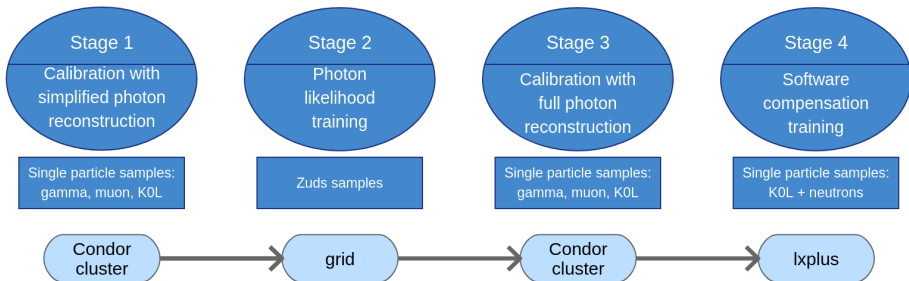 Stage 1
Calibration with
simplified photon
reconstruction
Single particle samples:
gamma, muon, K0L
Condor
cluster
Stage 2
Photon
likelihood
training
Zuds samples
grid
Stage 3
Calibration with
full photon
reconstruction
Single particle samples:
gamma, muon, K0L
Condor
cluster
Stage 4
Software
compensation
training
Single particle samples:
K0L + neutrons
lxplus